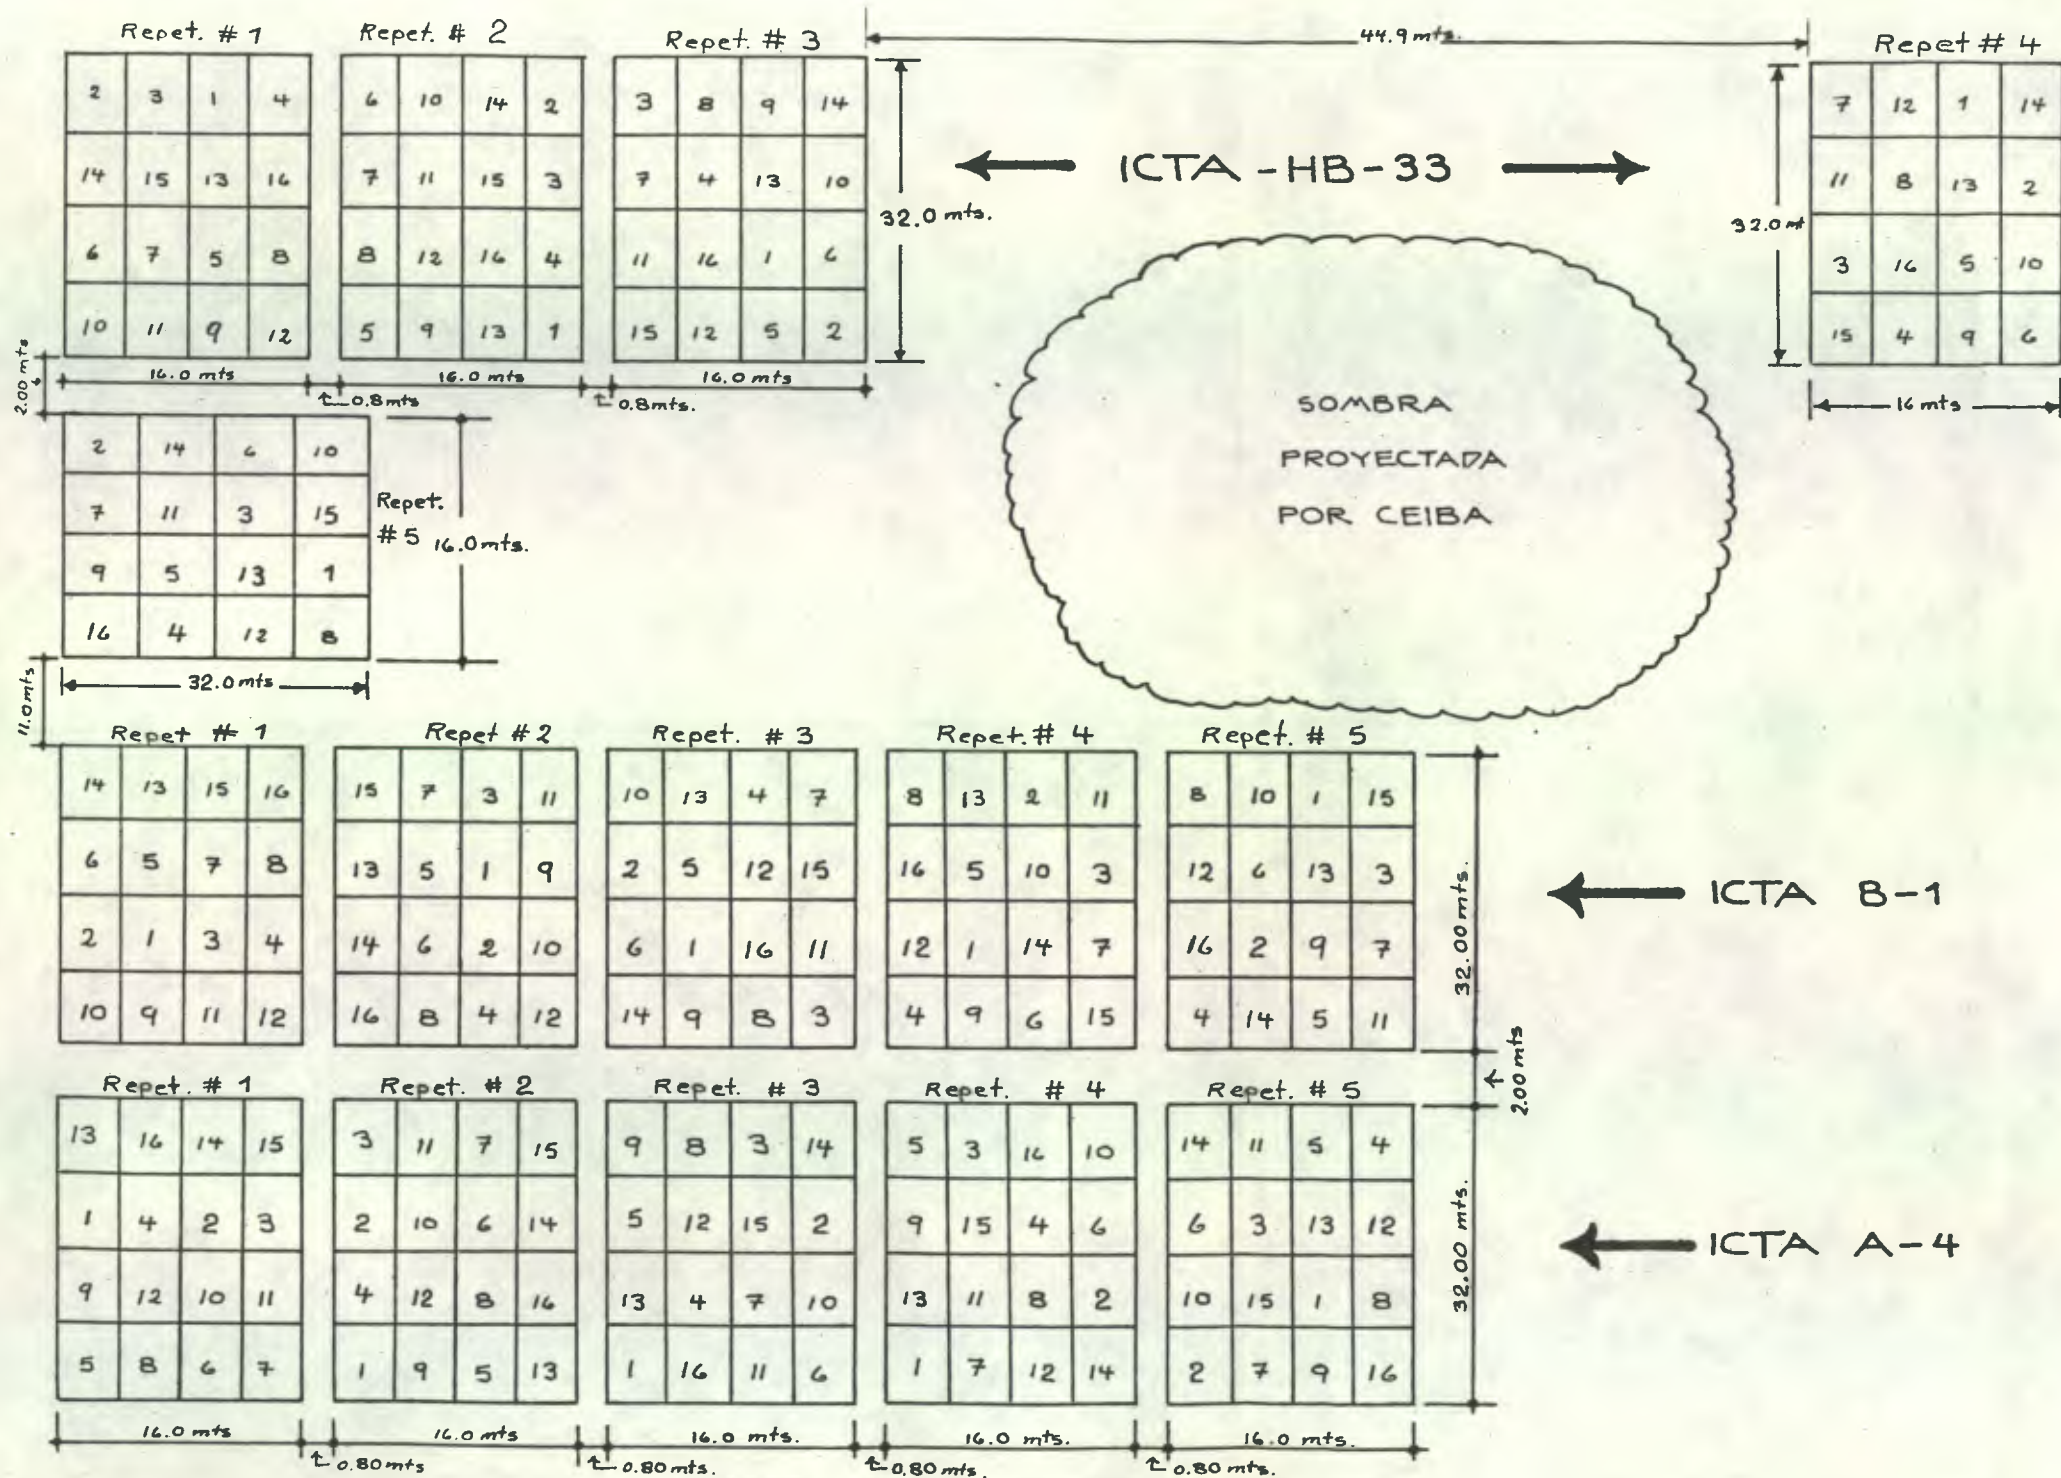 Repet. # 1
2 3 1 4
14 15 13 16
6 7 5 8
10 11 9 12
16.0 mts
0.8mts
Repet. # 2
6 10 14 2
7 11 15 3
8 12 16 4
5 9 13 1
16.0 mts
0.8mts.
Repet. # 3
3 8 9 14
7 4 13 10
11 16 1 6
15 12 5 2
16.0 mts
32.0 mts.
44.9 mts.
ICTA-HB-33
Repet # 4
7 12 1 14
11 8 13 2
3 16 5 10
15 4 9 6
32.0 mt
16 mts
2.00 mts
2 14 6 10
7 11 3 15
9 5 13 1
16 4 12 8
Repet.
# 5
16.0 mts.
32.0 mts
11.0 mts
SOMBRA
PROYECTADA
POR CEIBA
Repet # 1
14 13 15 16
6 5 7 8
2 1 3 4
10 9 11 12
Repet # 2
15 7 3 11
13 5 1 9
14 6 2 10
16 8 4 12
Repet. # 3
10 13 4 7
2 5 12 15
6 1 16 11
14 9 8 3
Repet. # 4
8 13 2 11
16 5 10 3
12 1 14 7
4 9 6 15
Repet. # 5
8 10 1 15
12 6 13 3
16 2 9 7
4 14 5 11
32.00 mts.
ICTA B-1
2.00 mts
Repet. # 1
13 16 14 15
1 4 2 3
9 12 10 11
5 8 6 7
16.0 mts
0.80 mts
Repet. # 2
3 11 7 15
2 10 6 14
4 12 8 16
1 9 5 13
16.0 mts
0.80 mts.
Repet. # 3
9 8 3 14
5 12 15 2
13 4 7 10
1 16 11 6
16.0 mts.
0.80 mts.
Repet. # 4
5 3 16 10
9 15 4 6
13 11 8 2
1 7 12 14
16.0 mts.
0.80 mts.
Repet. # 5
14 11 5 4
6 3 13 12
10 15 1 8
2 7 9 16
16.0 mts.
32.00 mts.
ICTA A-4